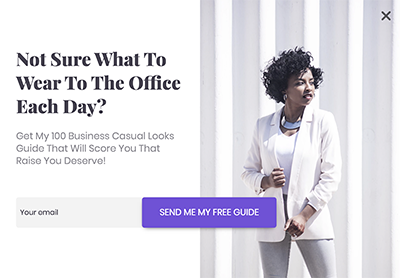 Not Sure What To
Wear To The Office
Each Day?
Get My 100 Business Casual Looks
Guide That Will Score You That
Raise You Deserve!
Your email
SEND ME MY FREE GUIDE